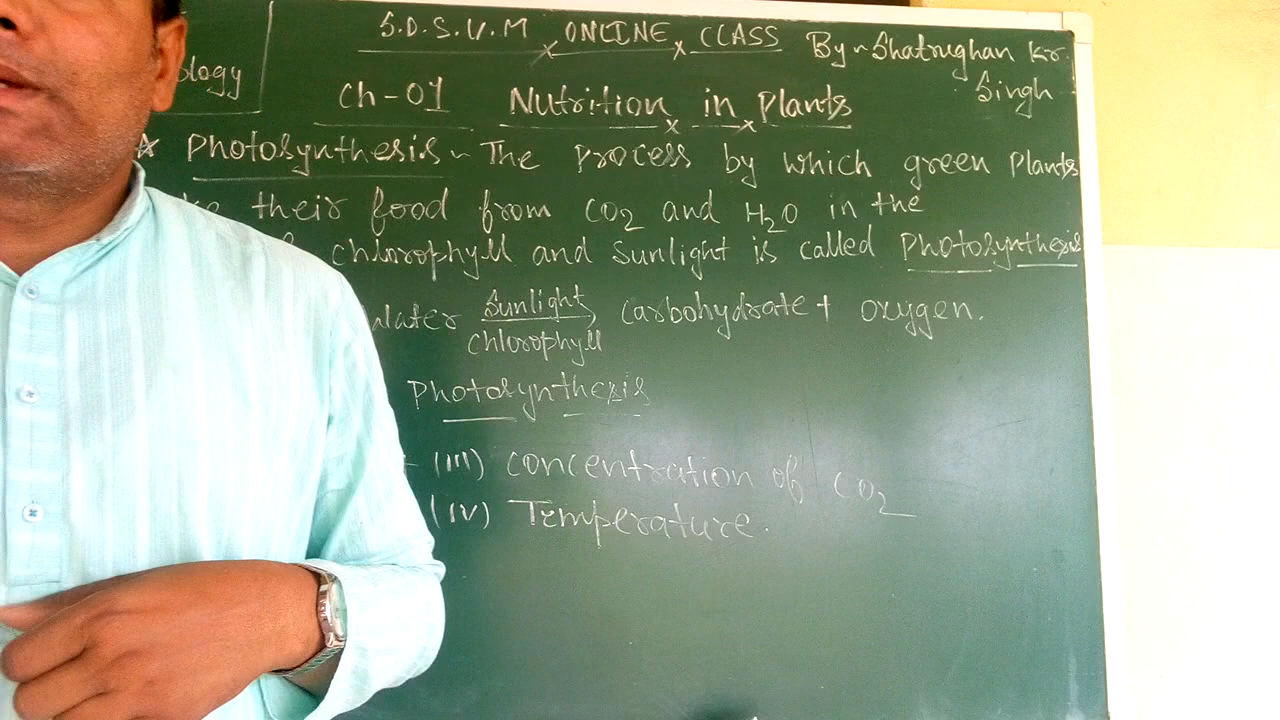 S.D.S.V.M ONLINE CLASS By ~ Shatrughan Kr.
Singh
ology
Ch-01 Nutrition in Plants
* Photosynthesis ~ The process by which green plants
their food from CO2 and H2O in the
chlorophyll and sunlight is called Photosynthesis
water Sunlight carbohydrate + oxygen.
chlorophyll
Photosynthesis
(III) concentration of CO2
(IV) Temperature.